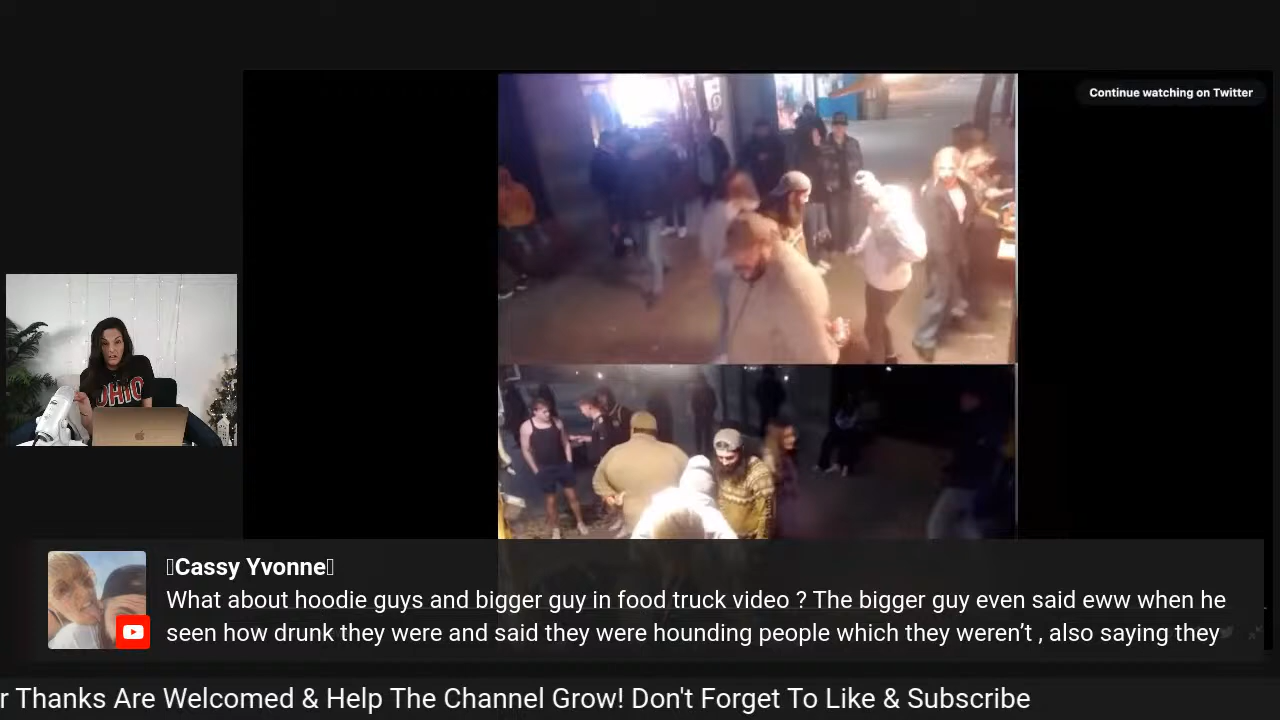 Continue watching on Twitter
OHIO
▯Cassy Yvonne▯
What about hoodie guys and bigger guy in food truck video ? The bigger guy even said eww when he
seen how drunk they were and said they were hounding people which they weren’t , also saying they
r Thanks Are Welcomed & Help The Channel Grow! Don't Forget To Like & Subscribe